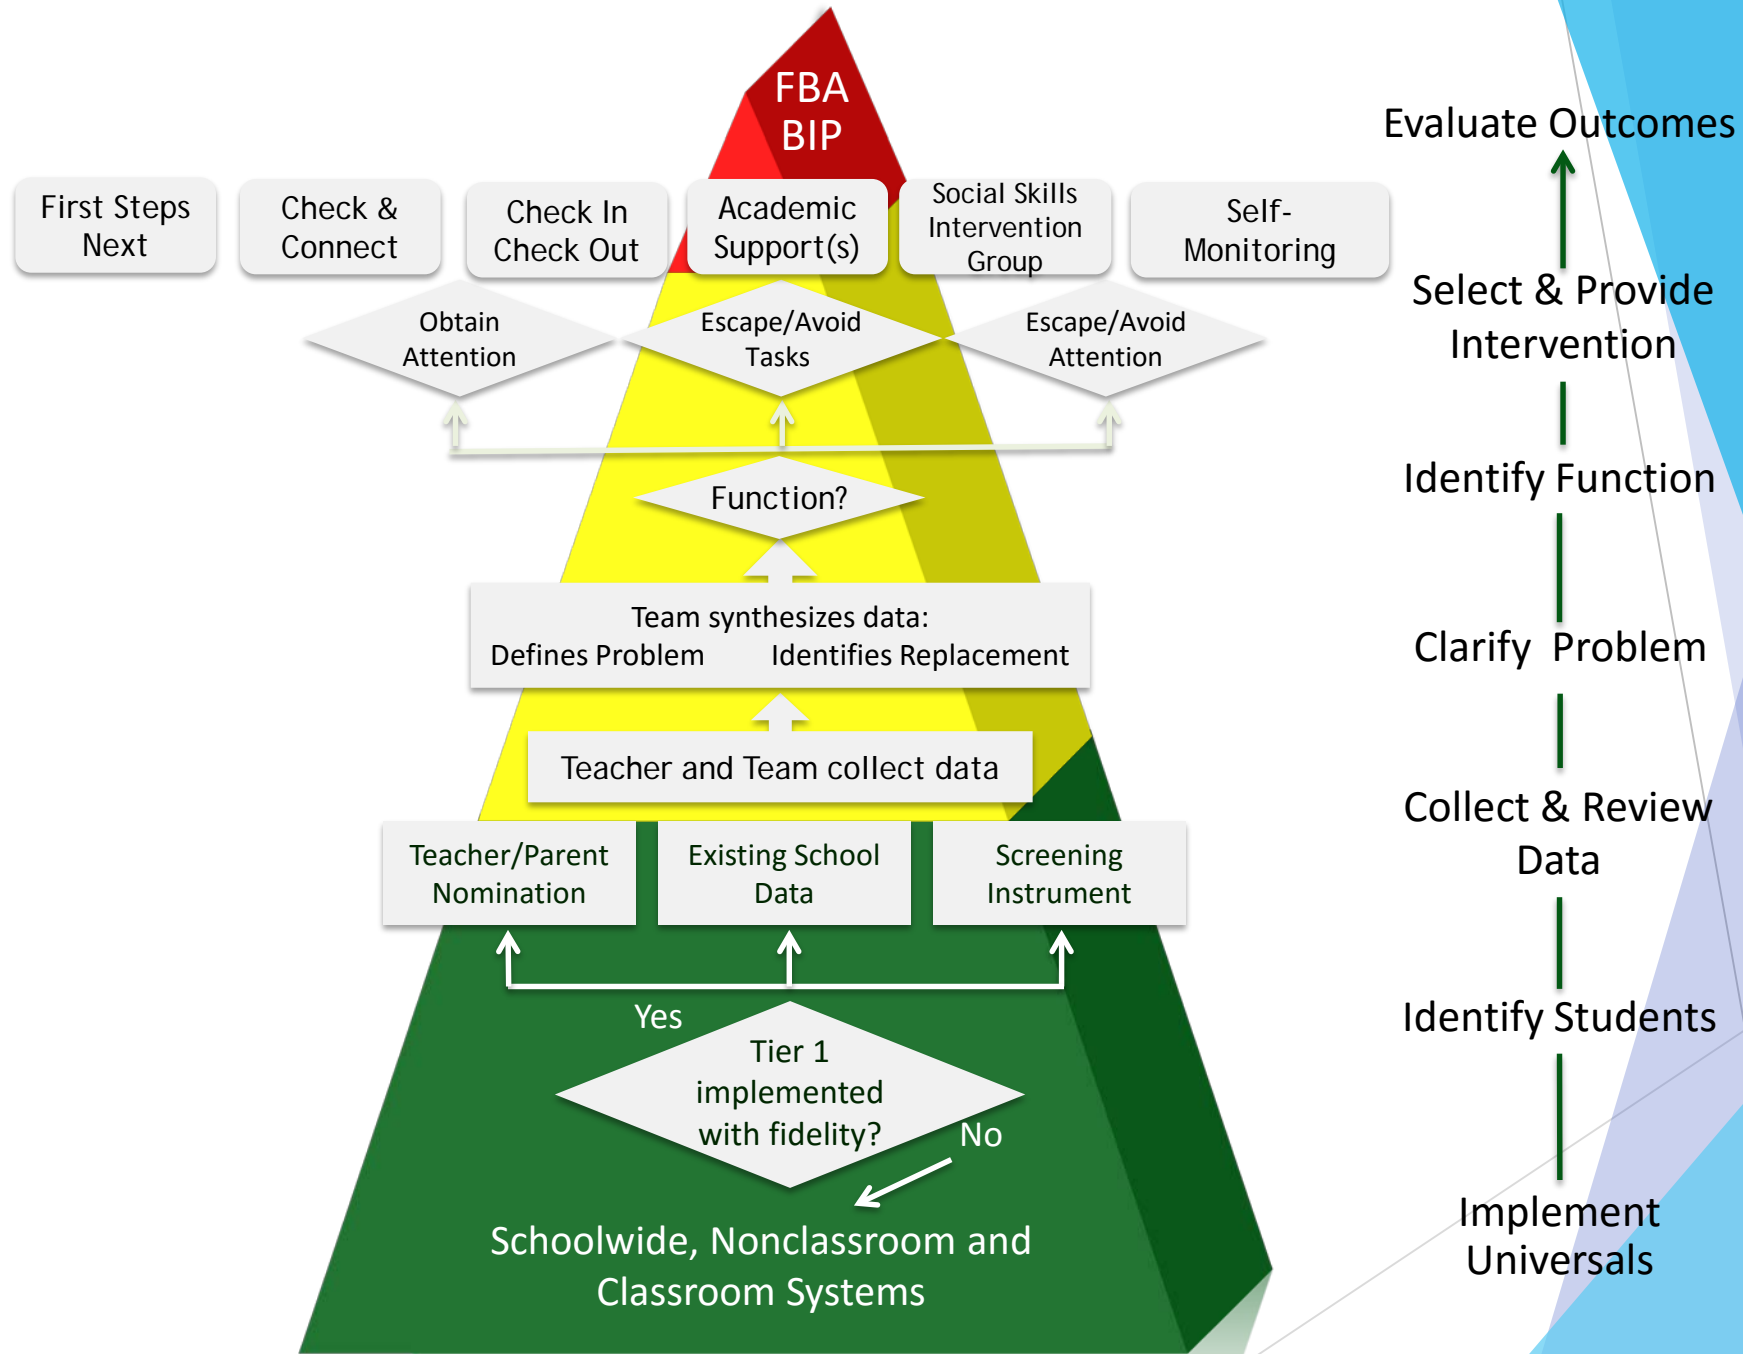 FBA
BIP
First Steps
Next
Check &
Connect
Check In
Check Out
Academic
Support(s)
Social Skills
Intervention
Group
Self-
Monitoring
Obtain
Attention
Escape/Avoid
Tasks
Escape/Avoid
Attention
Function?
Team synthesizes data:
Defines Problem Identifies Replacement
Teacher and Team collect data
Teacher/Parent
Nomination
Existing School
Data
Screening
Instrument
Yes
Tier 1
implemented
with fidelity?
No
Schoolwide, Nonclassroom and
Classroom Systems
Evaluate Outcomes
Select & Provide
Intervention
Identify Function
Clarify Problem
Collect & Review
Data
Identify Students
Implement
Universals